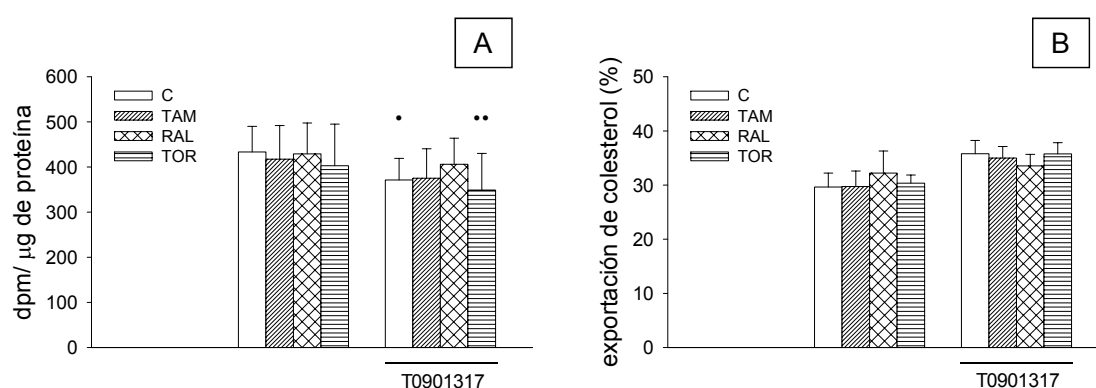 A
dpm/ μg de proteína
600
500
400
300
200
100
0
C
TAM
RAL
TOR
•
••
T0901317
B
exportación de colesterol (%)
50
40
30
20
10
0
C
TAM
RAL
TOR
T0901317